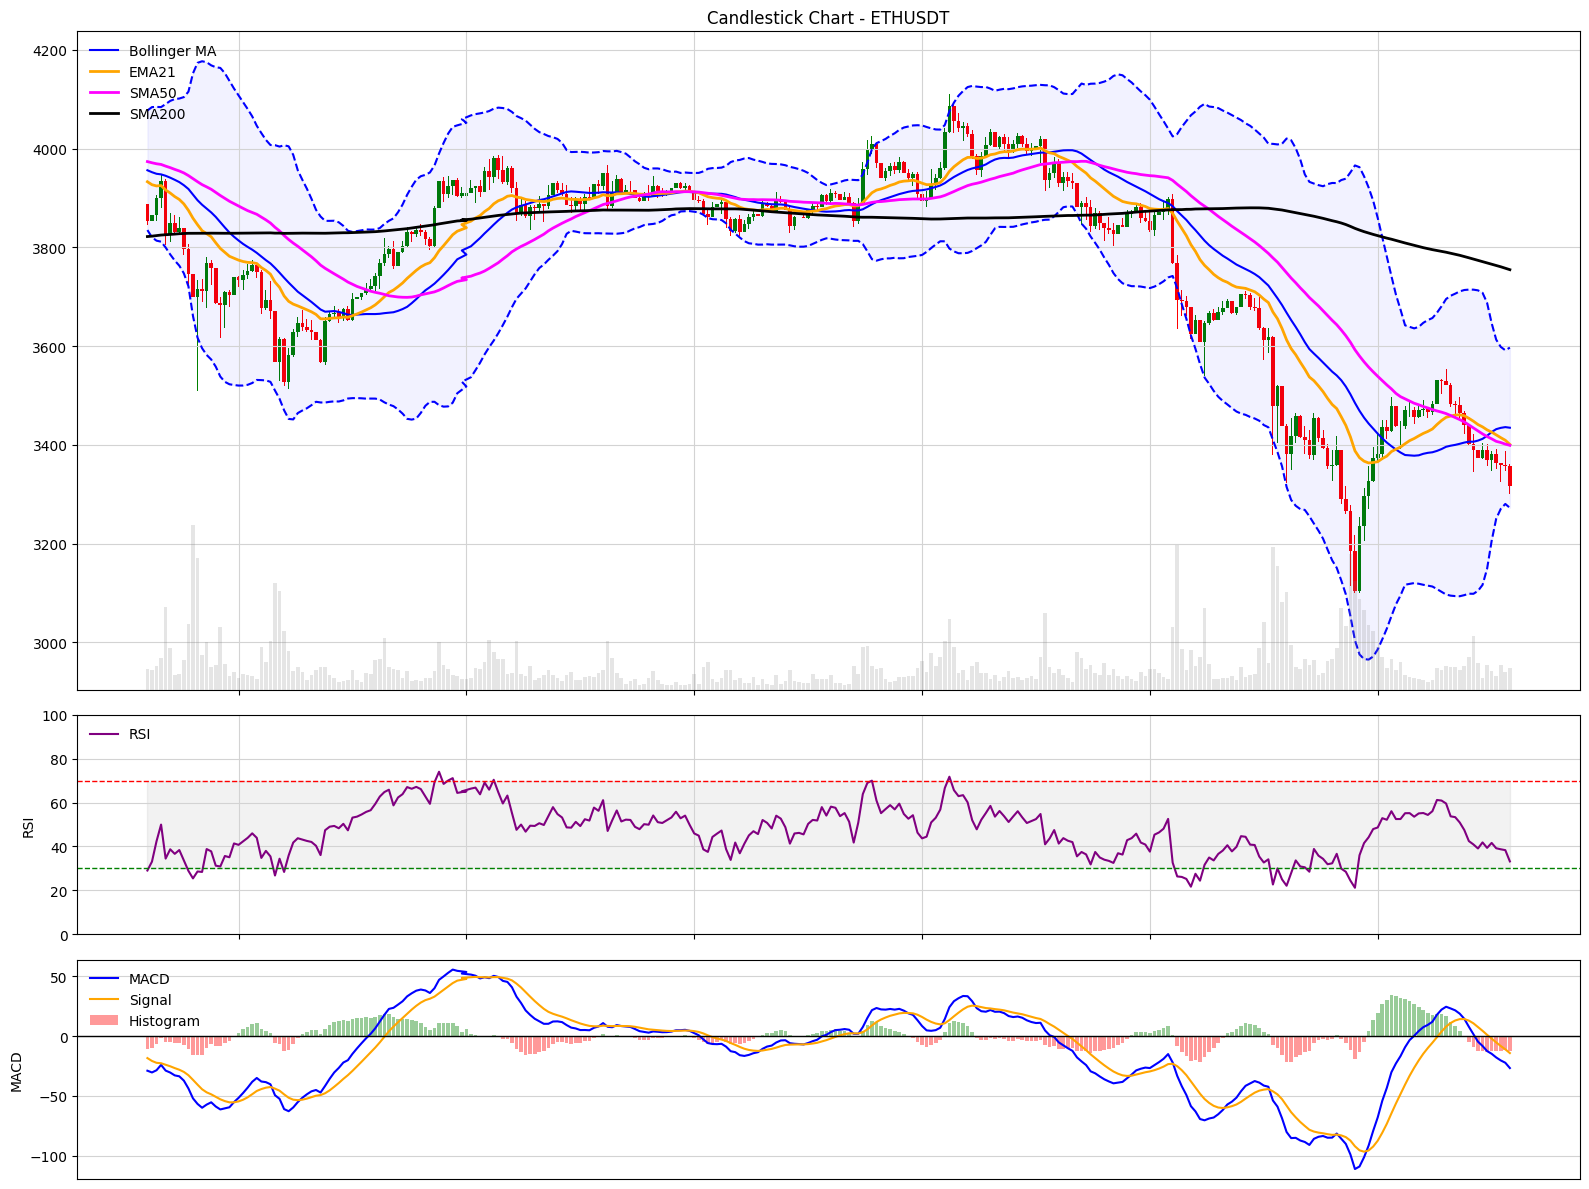 Candlestick Chart - ETHUSDT
4200
4000
3800
3600
3400
3200
3000
Bollinger MA
EMA21
SMA50
SMA200
100
80
60
40
20
0
RSI
RSI
50
0
−50
−100
MACD
MACD
Signal
Histogram